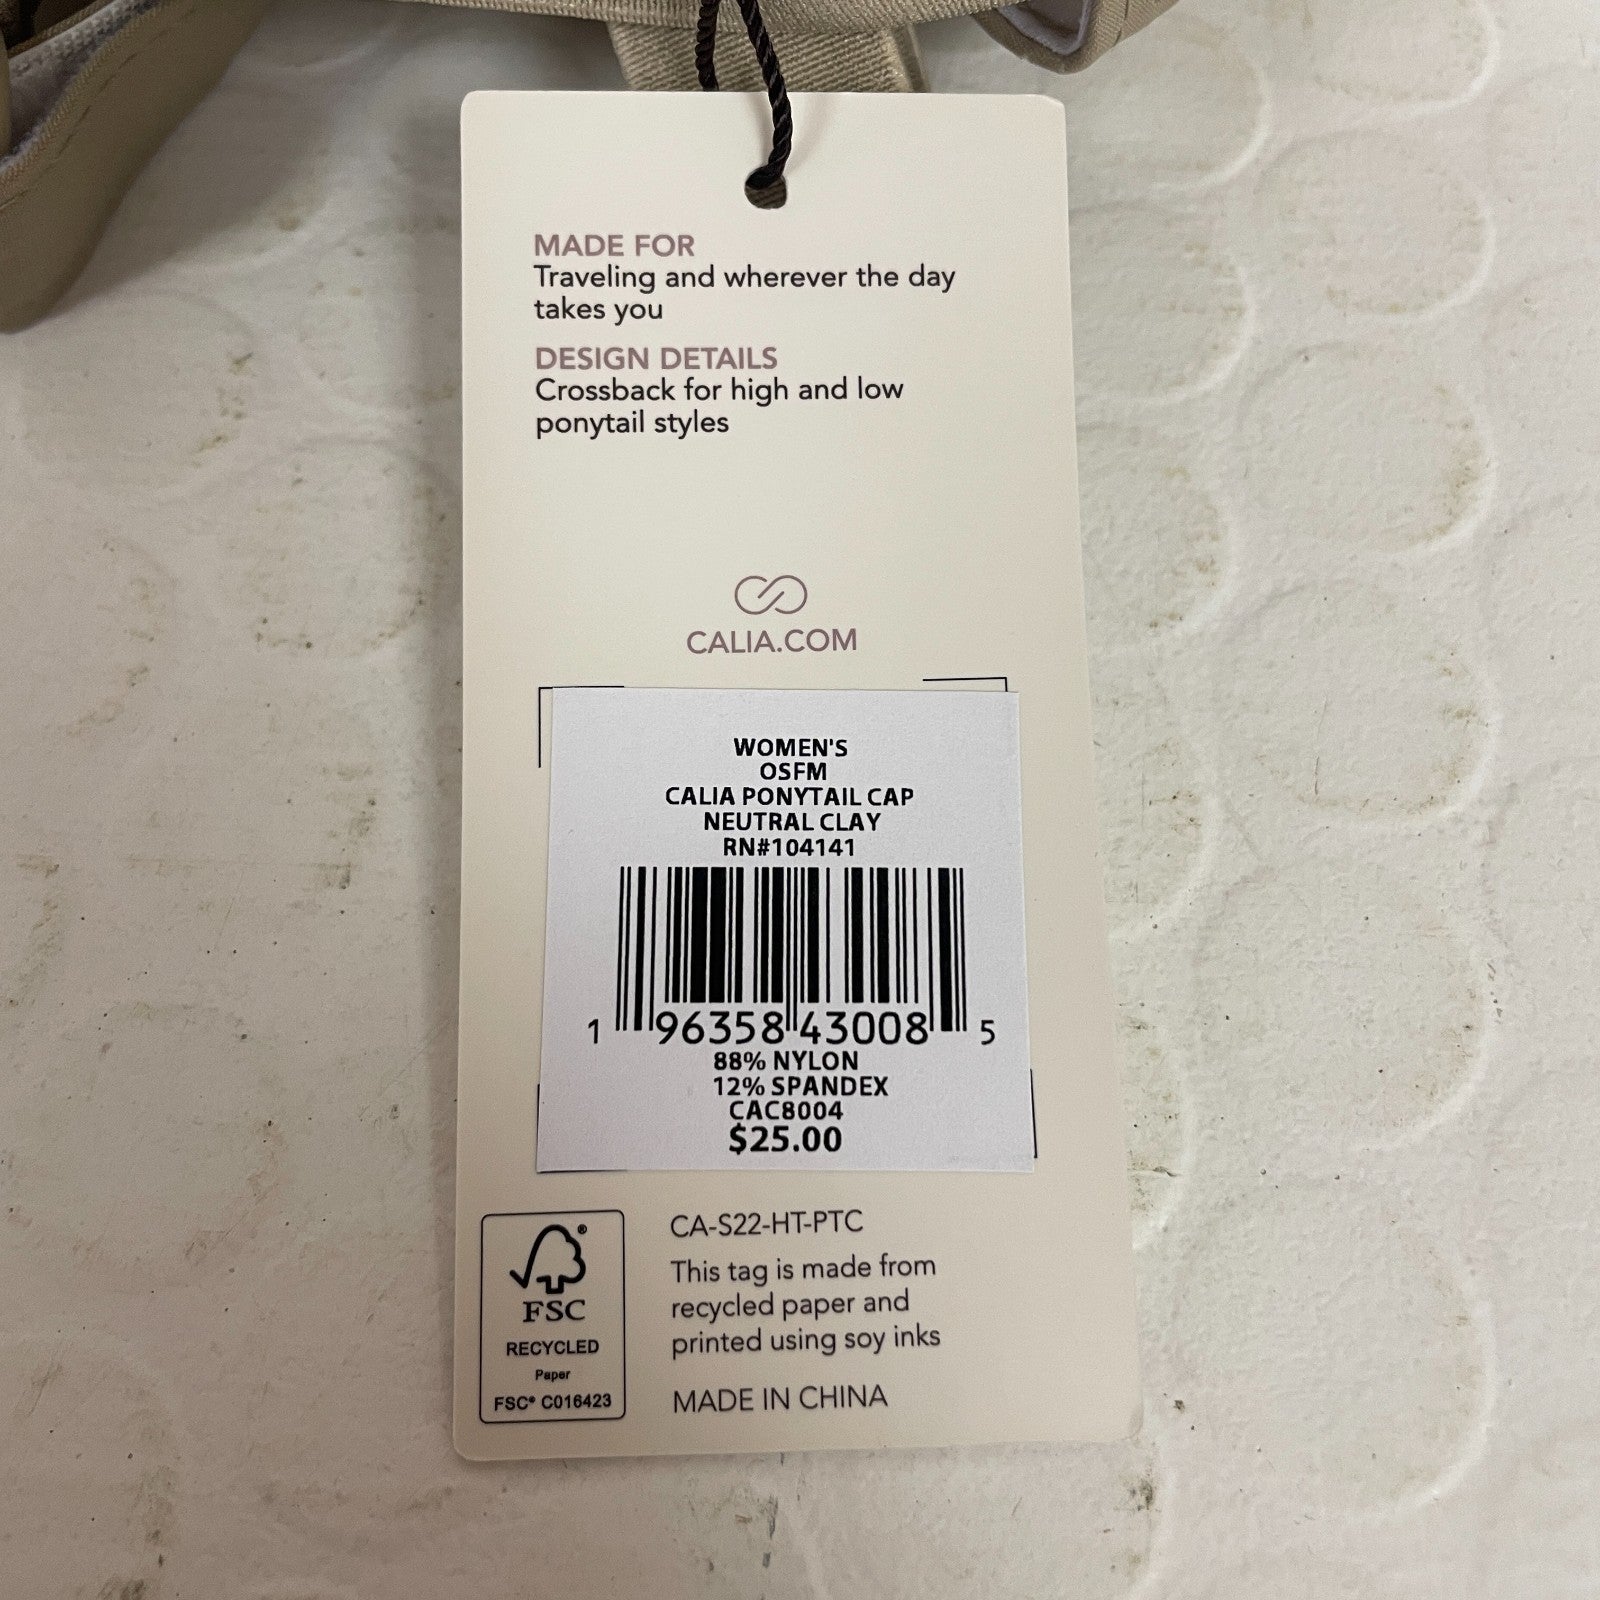 MADE FOR
Traveling and wherever the day
takes you
DESIGN DETAILS
Crossback for high and low
ponytail styles
CALIA.COM
WOMEN'S
OSFM
CALIA PONYTAIL CAP
NEUTRAL CLAY
RN#104141
1 96358 43008 5
88% NYLON
12% SPANDEX
CAC8004
$25.00
®
FSC
RECYCLED
Paper
FSC® C016423
CA-S22-HT-PTC
This tag is made from
recycled paper and
printed using soy inks
MADE IN CHINA